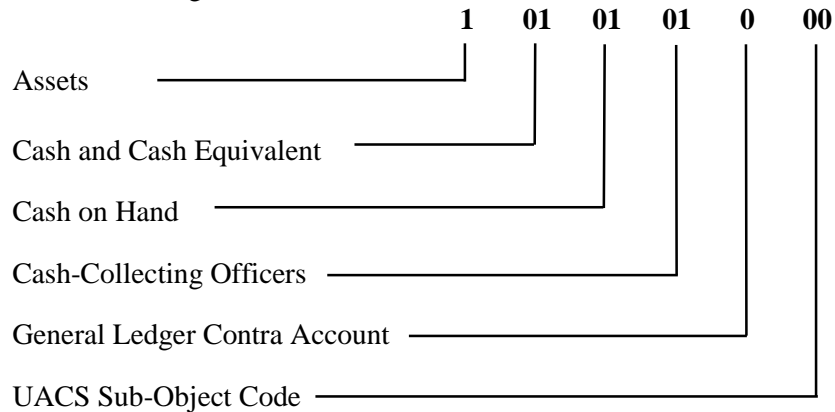 1 01 01 01 0 00
Assets
Cash and Cash Equivalent
Cash on Hand
Cash-Collecting Officers
General Ledger Contra Account
UACS Sub-Object Code